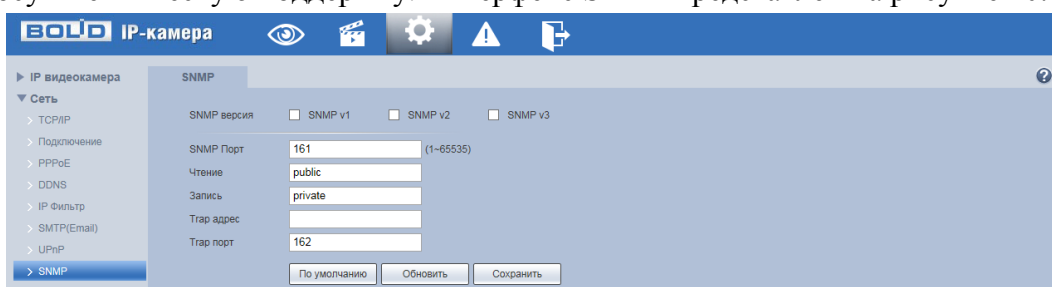 BOLID IP-камера
IP видеокамера
SNMP
Сеть
TCP/IP
SNMP версия SNMP v1 SNMP v2 SNMP v3
Подключение
SNMP Порт 161 (1~65535)
PPPoE
Чтение public
DDNS
Запись private
IP Фильтр
Trap адрес
SMTP(Email)
Trap порт 162
UPnP
SNMP
По умолчанию Обновить Сохранить